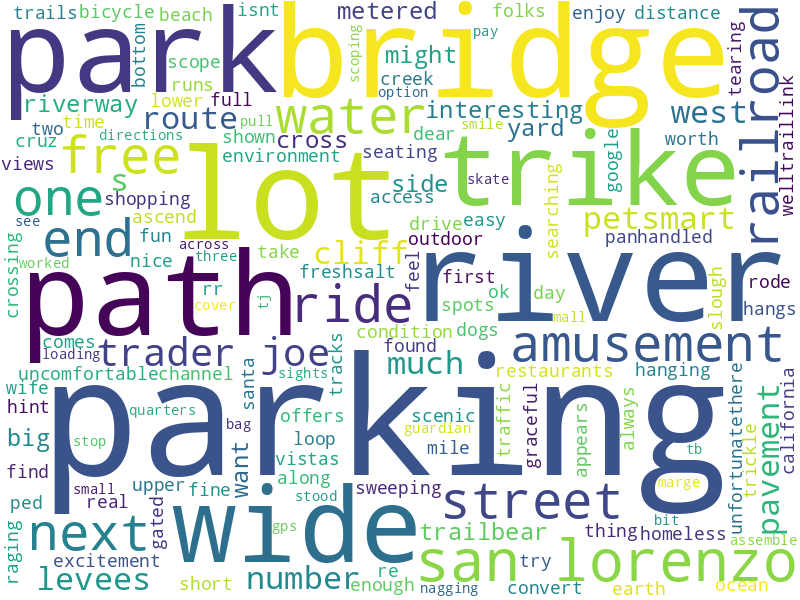 trails bicycle beach isnt metered folks enjoy distance
park bridge railroad
bottom scope runs might scoping pay tearing
riverway lower full creek option interesting west
time route pull water dear yard worth
two directions shown cross smile google
cruz free environment seating welltraillink
views lot trike
one s shopping access side petsmart
ascend skate searching
end fun across cliff drive easy panhandled
crossing see nice three take outdoor
worked rr freshsalt feel first ok day rode
path cover tj ride river spots mall slough hangs
comes condition dogs
loading trader joe found amusement
sights tracks much
uncomfortable channel santa restaurants hanging
wife quarters offers scenic traffic graceful appears always unfortunatethere trickle california
hint stop bag parking guardian
big loop vistas mile tb pavement
find want along
small upper fine stood sweeping marge
ped real gated wide street thing homeless bit
next trailbear assemble
raging excitement gps re try san lorenzo
levees short number enough nagging convert earth ocean